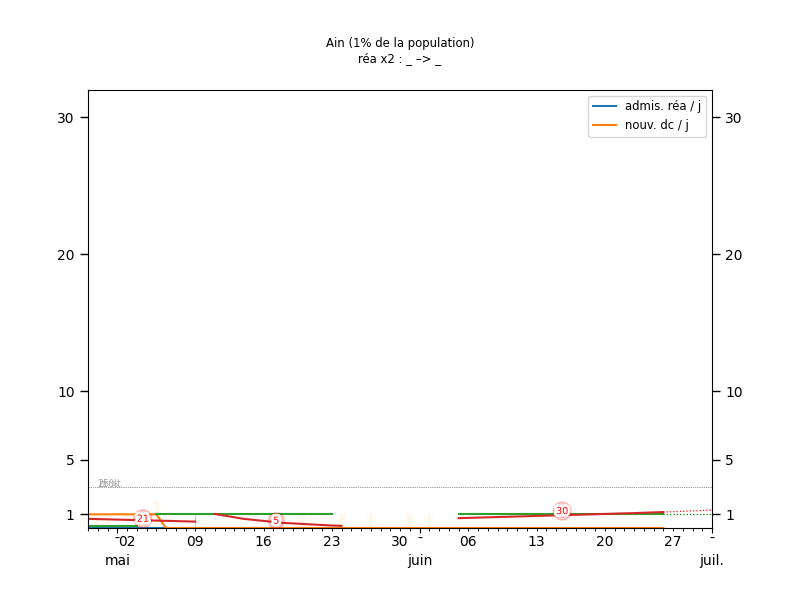 Ain (1% de la population)
réa x2 : _ –> _
admis. réa / j
nouv. dc / j
30 30
20 20
10 10
5 5
1 1
21
5
30
02 09 16 23 30 06 13 20 27
mai juin juil.